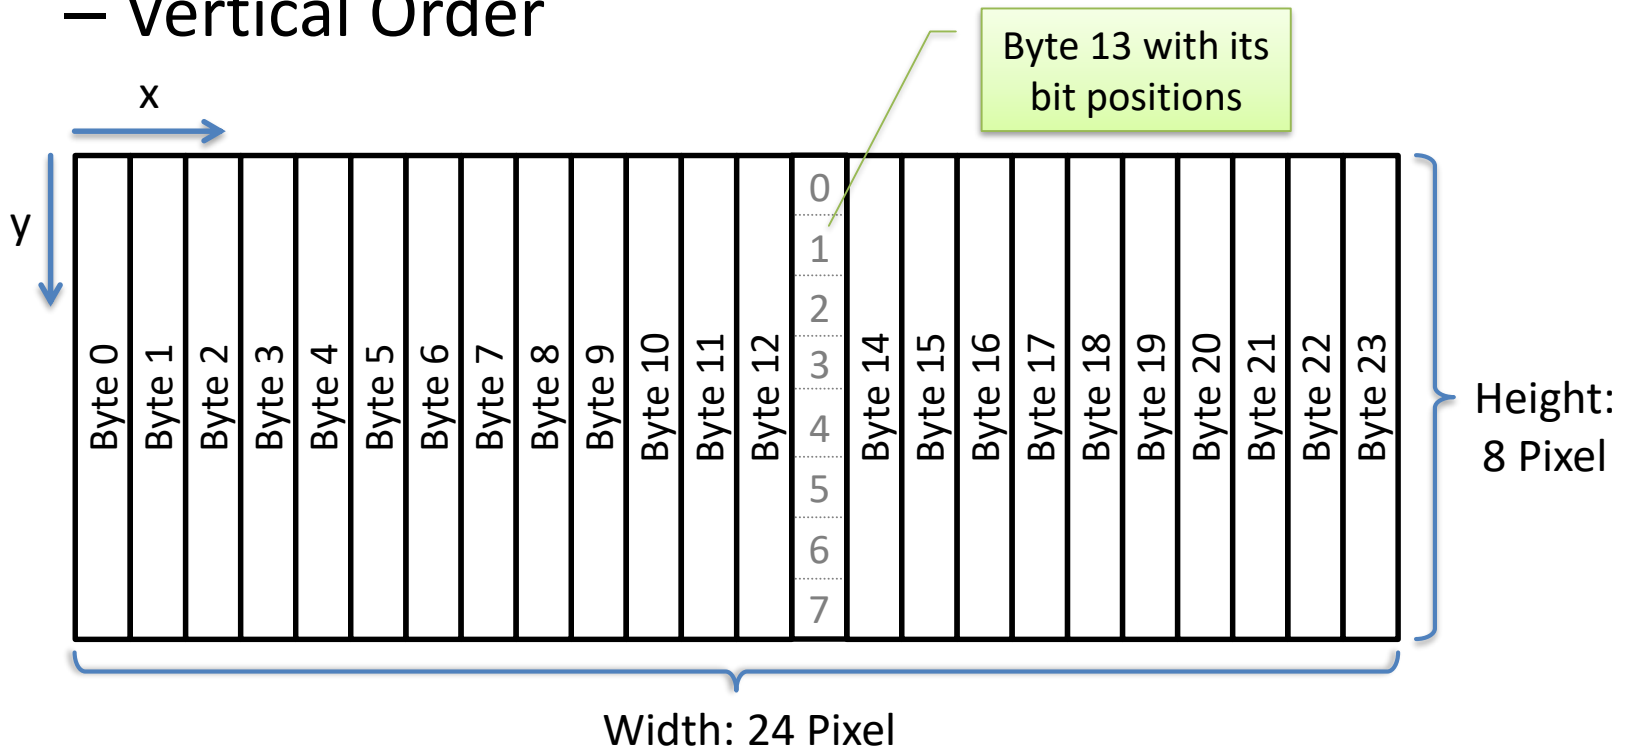 – Vertical Order
Byte 13 with its
bit positions
x
y
Byte 0
Byte 1
Byte 2
Byte 3
Byte 4
Byte 5
Byte 6
Byte 7
Byte 8
Byte 9
Byte 10
Byte 11
Byte 12
0
1
2
3
4
5
6
7
Byte 14
Byte 15
Byte 16
Byte 17
Byte 18
Byte 19
Byte 20
Byte 21
Byte 22
Byte 23
Height:
8 Pixel
Width: 24 Pixel